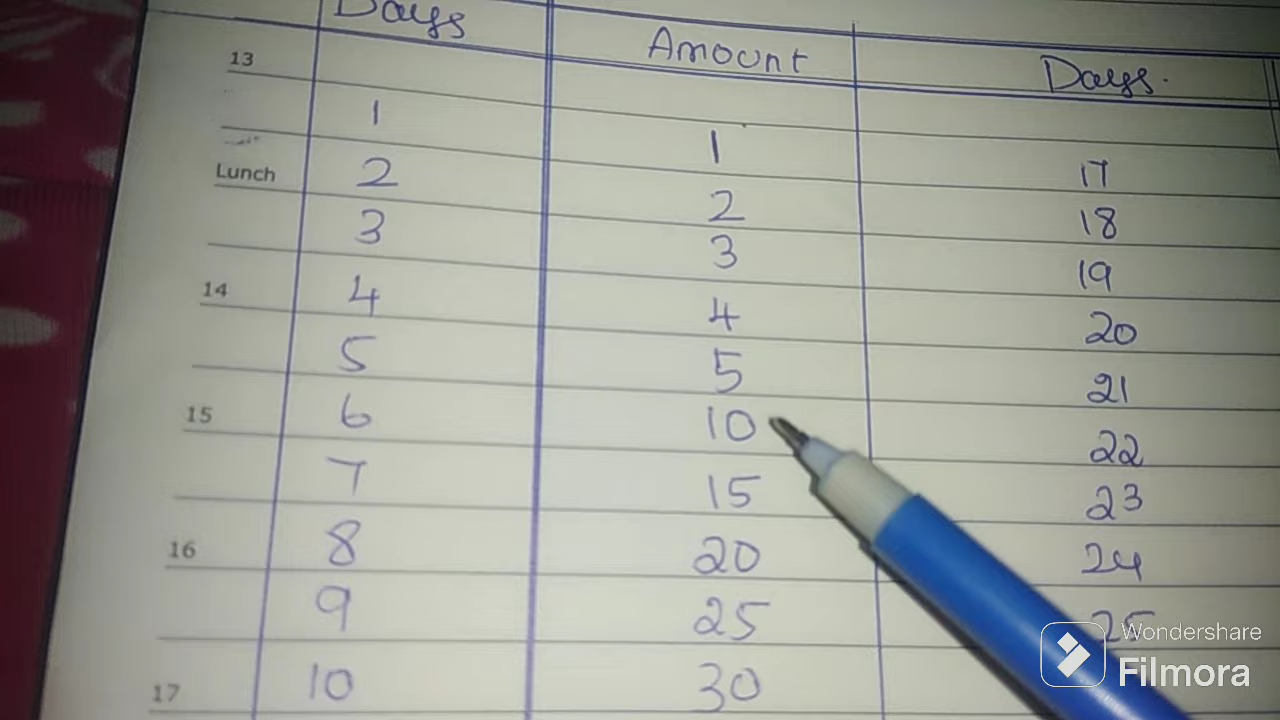 Days Amount Days.
13
1 1 17
Lunch 2 2 18
3 3 19
14 4 4 20
5 5 21
15 6 10 22
7 15 23
16 8 20 24
9 25 25
17 10 30
Wondershare
Filmora